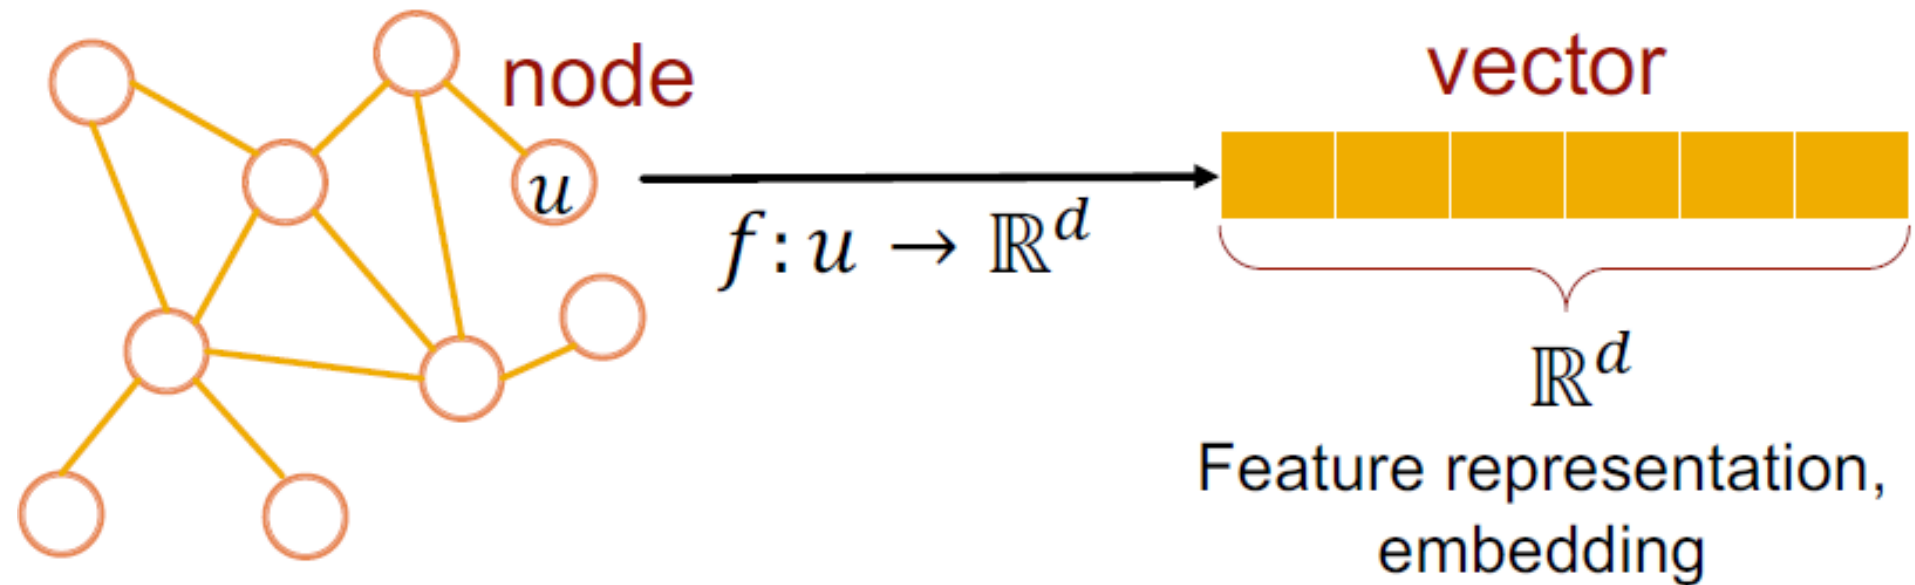 node
vector
u
f: u → ℝ^d
ℝ^d
Feature representation,
embedding